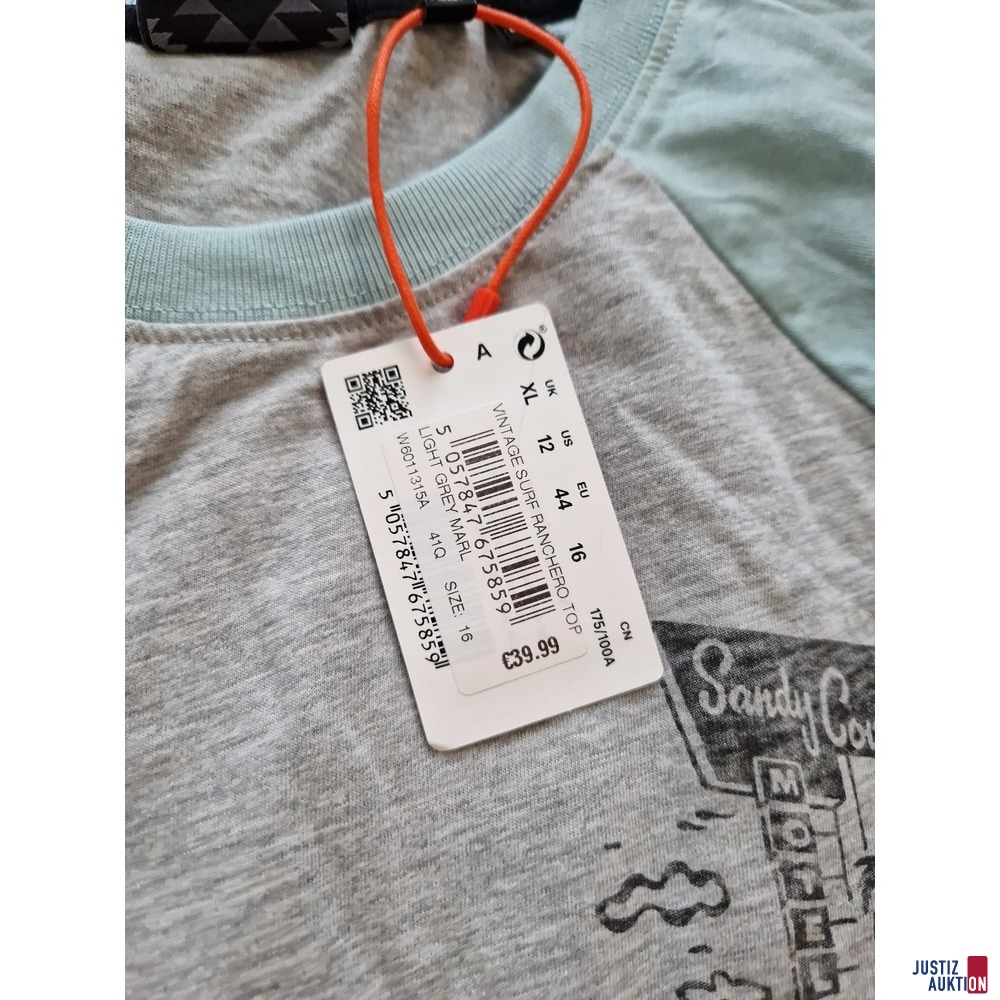 A
®
UK
XL
US
12
EU
44
16
CN
175/100A
VINTAGE SURF RANCHERO TOP
5 057847 675859
LIGHT GREY MARL
W6011315A 41Q SIZE: 16
€39.99
5 057847 675859
Sandy
MOTEL
JUSTIZ
AUKTION